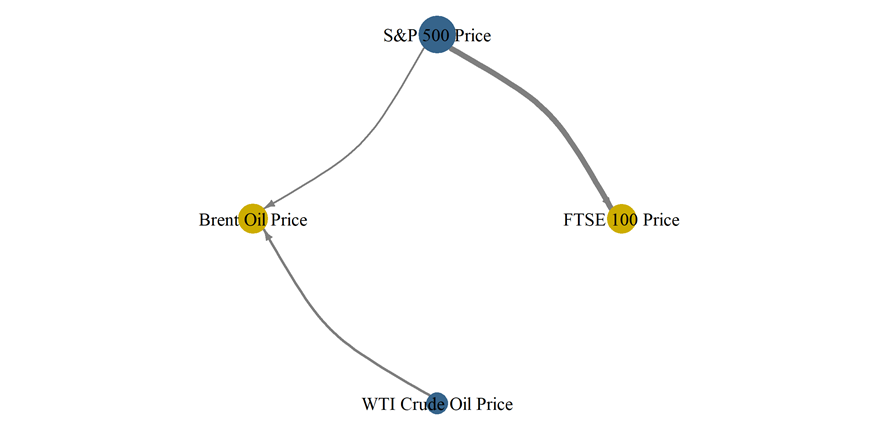 S&P 500 Price
Brent Oil Price
FTSE 100 Price
WTI Crude Oil Price